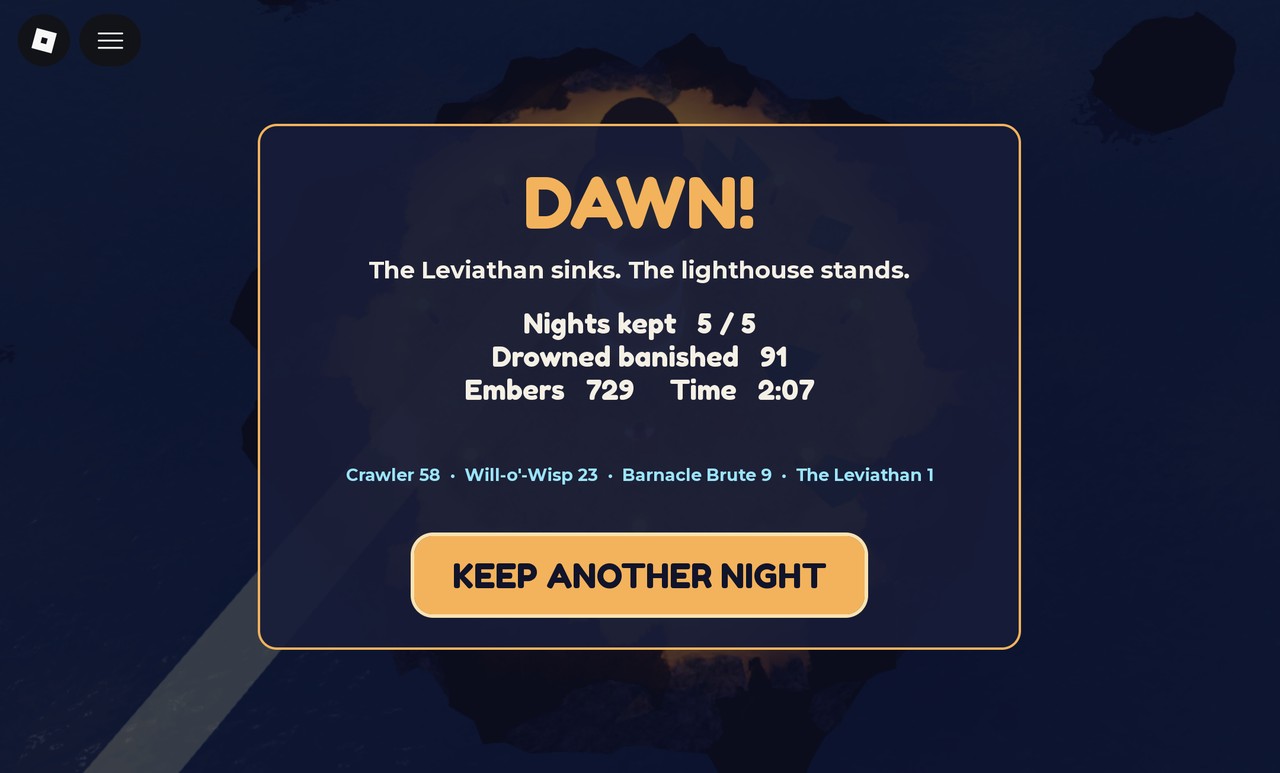 DAWN!
The Leviathan sinks. The lighthouse stands.
Nights kept 5 / 5
Drowned banished 91
Embers 729 Time 2:07
Crawler 58 · Will-o'-Wisp 23 · Barnacle Brute 9 · The Leviathan 1
KEEP ANOTHER NIGHT